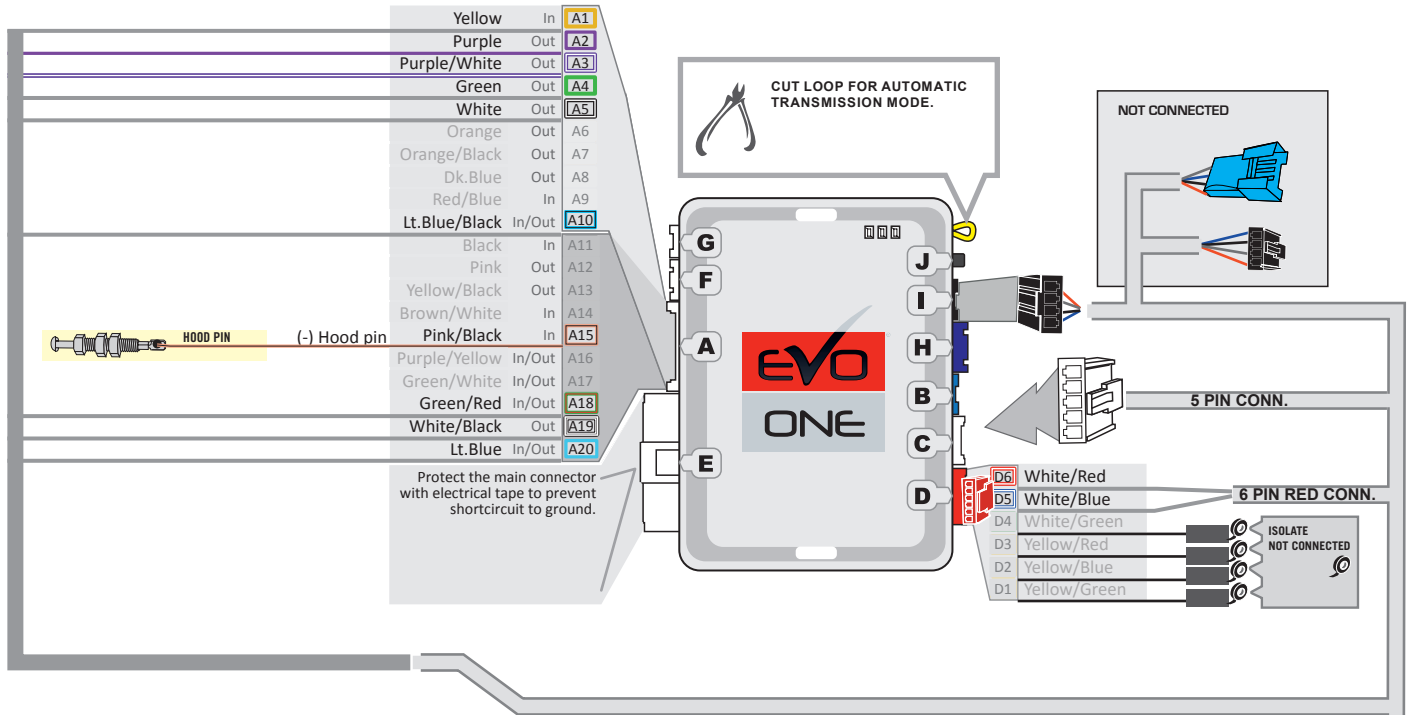 Yellow In A1
Purple Out A2
Purple/White Out A3
Green Out A4
White Out A5
Orange Out A6
Orange/Black Out A7
Dk.Blue Out A8
Red/Blue In A9
Lt.Blue/Black In/Out A10
Black In A11
Pink Out A12
Yellow/Black Out A13
Brown/White In A14
HOOD PIN (-) Hood pin Pink/Black In A15
Purple/Yellow In/Out A16
Green/White In/Out A17
Green/Red In/Out A18
White/Black Out A19
Lt.Blue In/Out A20
Protect the main connector
with electrical tape to prevent
shortcircuit to ground.
CUT LOOP FOR AUTOMATIC
TRANSMISSION MODE.
G
F
A
E
EVO
ONE
J
I
H
B
C
D
NOT CONNECTED
5 PIN CONN.
D6 White/Red
D5 White/Blue
D4 White/Green
D3 Yellow/Red
D2 Yellow/Blue
D1 Yellow/Green
6 PIN RED CONN.
ISOLATE
NOT CONNECTED